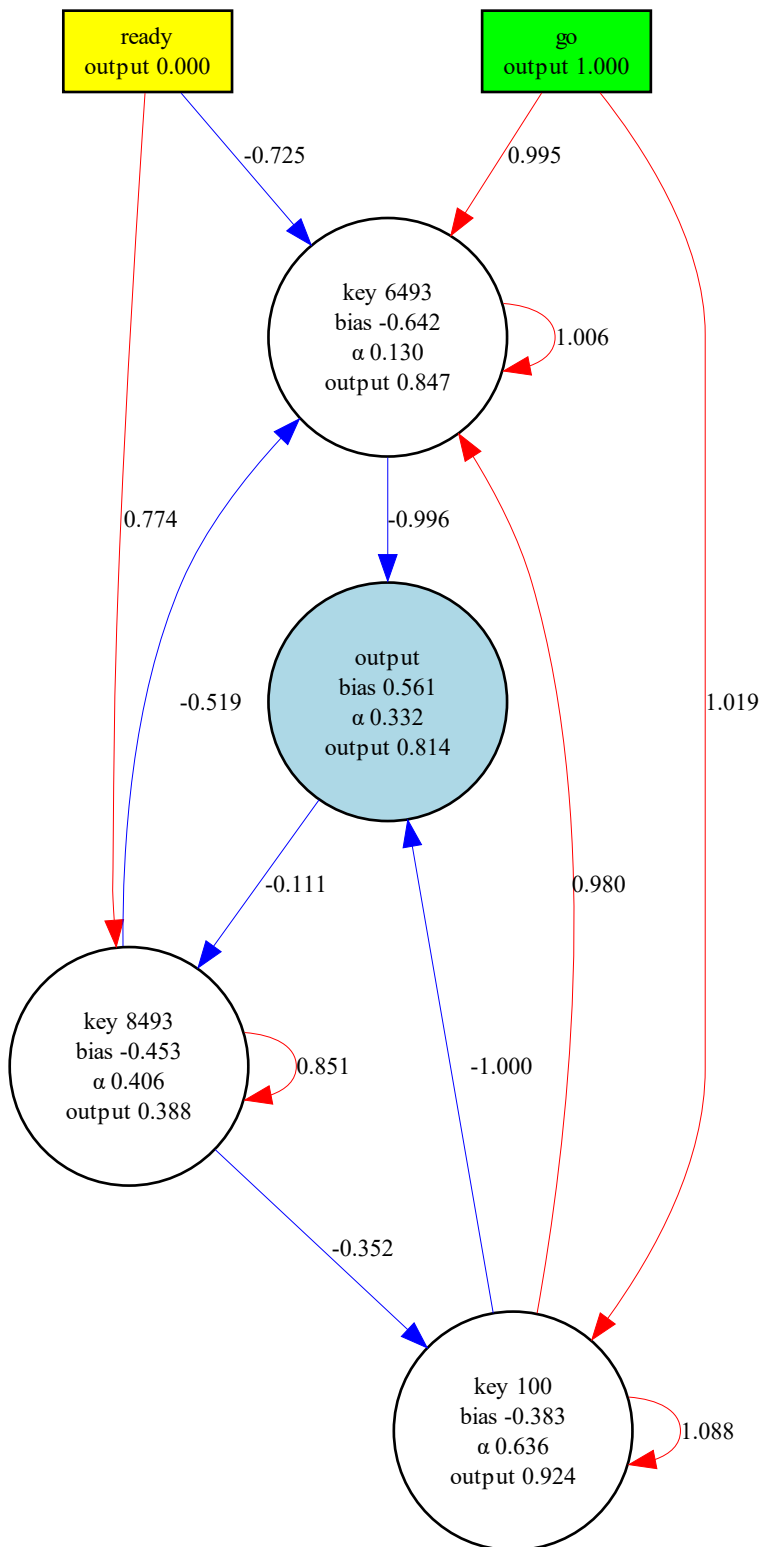 ready
output 0.000
go
output 1.000
-0.725
0.995
key 6493
bias -0.642
α 0.130
output 0.847
1.006
0.774
-0.996
output
bias 0.561
α 0.332
output 0.814
-0.519
1.019
-0.111
0.980
key 8493
bias -0.453
α 0.406
output 0.388
0.851
-1.000
-0.352
key 100
bias -0.383
α 0.636
output 0.924
1.088